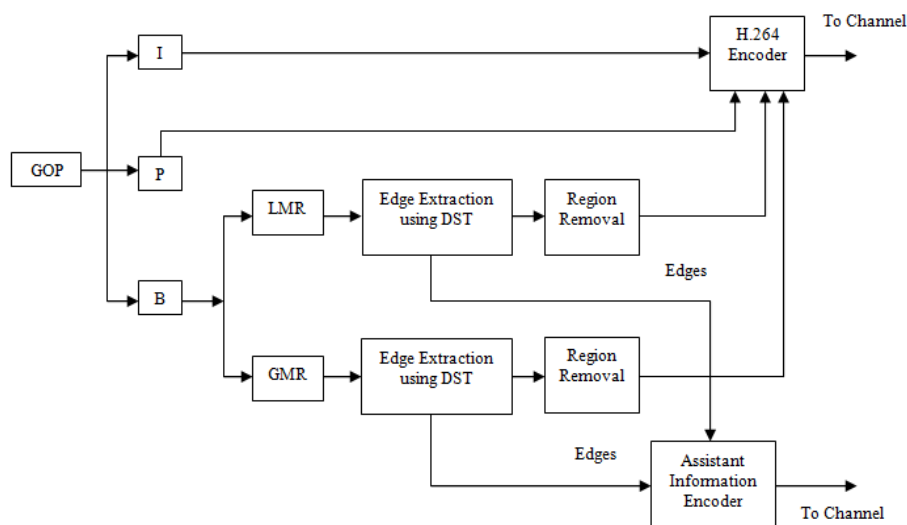 To Channel
I
H.264
Encoder
GOP
P
LMR
Edge Extraction
using DST
Region
Removal
Edges
B
GMR
Edge Extraction
using DST
Region
Removal
Edges
Assistant
Information
Encoder
To Channel